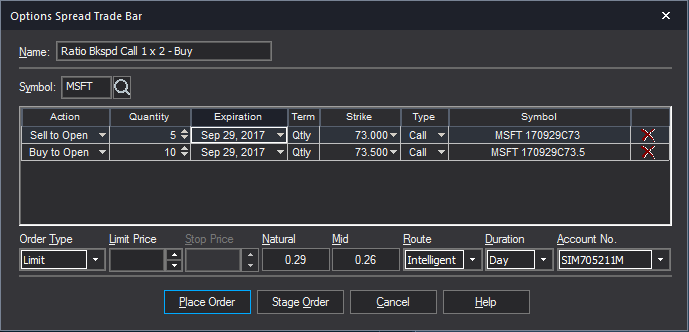 Options Spread Trade Bar
Name: Ratio Bkspd Call 1 x 2 - Buy
Symbol: MSFT
Action Quantity Expiration Term Strike Type Symbol
Sell to Open 5 Sep 29, 2017 Qtly 73.000 Call MSFT 170929C73
Buy to Open 10 Sep 29, 2017 Qtly 73.500 Call MSFT 170929C73.5
Order Type Limit Price Stop Price Natural Mid Route Duration Account No.
Limit 0.29 0.26 Intelligent Day SIM705211M
Place Order Stage Order Cancel Help